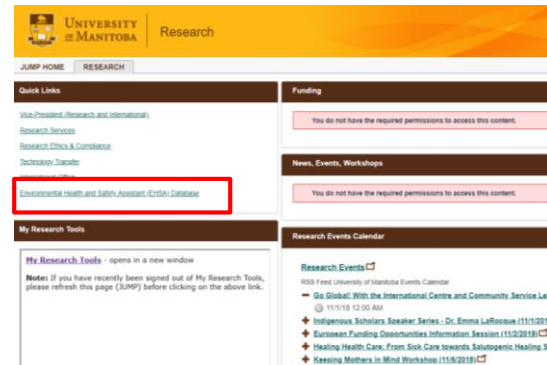 UNIVERSITY
OF MANITOBA
Research
JUMP HOME
RESEARCH
Quick Links
Vice-President (Research and International)
Research Services
Research Ethics & Compliance
Technology Transfer
International Office
Environmental Health and Safety Assistant (EHSA) Database
My Research Tools
My Research Tools - opens in a new window
Note: If you have recently been signed out of My Research Tools,
please refresh this page (JUMP) before clicking on the above link.
Funding
You do not have the required permissions to access this content.
News, Events, Workshops
You do not have the required permissions to access this content.
Research Events Calendar
Research Events
RSS Feed University of Manitoba Events Calendar
Go Global! With the International Centre and Community Service Le
11/1/18 12:00 AM
Indigenous Scholars Speaker Series - Dr. Emma LaRocque (11/1/201
European Funding Opportunities Information Session (11/2/2018)
Healing Health Care: From Sick Care towards Salutogenic Healing S
Keeping Mothers in Mind Workshop (11/6/2018)